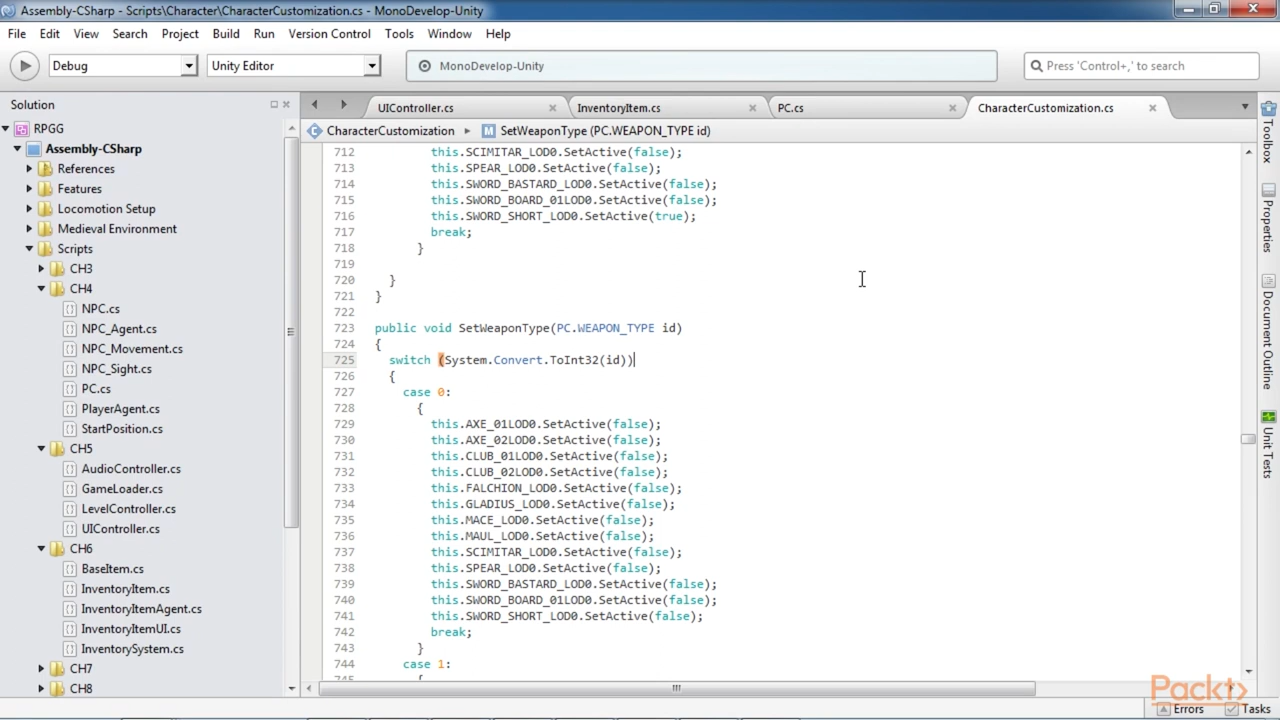 Assembly-CSharp - Scripts\Character\CharacterCustomization.cs - MonoDevelop-Unity
File Edit View Search Project Build Run Version Control Tools Window Help
Debug Unity Editor MonoDevelop-Unity Press 'Control+,' to search
Solution
UIController.cs InventoryItem.cs PC.cs CharacterCustomization.cs
CharacterCustomization SetWeaponType (PC.WEAPON_TYPE id)
RPGG
Assembly-CSharp
References
Features
Locomotion Setup
Medieval Environment
Scripts
CH3
CH4
NPC.cs
NPC_Agent.cs
NPC_Movement.cs
NPC_Sight.cs
PC.cs
PlayerAgent.cs
StartPosition.cs
CH5
AudioController.cs
GameLoader.cs
LevelController.cs
UIController.cs
CH6
BaseItem.cs
InventoryItem.cs
InventoryItemAgent.cs
InventoryItemUI.cs
InventorySystem.cs
CH7
CH8
712 this.SCIMITAR_LOD0.SetActive(false);
713 this.SPEAR_LOD0.SetActive(false);
714 this.SWORD_BASTARD_LOD0.SetActive(false);
715 this.SWORD_BOARD_01LOD0.SetActive(false);
716 this.SWORD_SHORT_LOD0.SetActive(true);
717 break;
718 }
719
720 }
721 }
722
723 public void SetWeaponType(PC.WEAPON_TYPE id)
724 {
725 switch (System.Convert.ToInt32(id))
726 {
727 case 0:
728 {
729 this.AXE_01LOD0.SetActive(false);
730 this.AXE_02LOD0.SetActive(false);
731 this.CLUB_01LOD0.SetActive(false);
732 this.CLUB_02LOD0.SetActive(false);
733 this.FALCHION_LOD0.SetActive(false);
734 this.GLADIUS_LOD0.SetActive(false);
735 this.MACE_LOD0.SetActive(false);
736 this.MAUL_LOD0.SetActive(false);
737 this.SCIMITAR_LOD0.SetActive(false);
738 this.SPEAR_LOD0.SetActive(false);
739 this.SWORD_BASTARD_LOD0.SetActive(false);
740 this.SWORD_BOARD_01LOD0.SetActive(false);
741 this.SWORD_SHORT_LOD0.SetActive(false);
742 break;
743 }
744 case 1:
Toolbox
Properties
Document Outline
Unit Tests
Packt
Errors Tasks